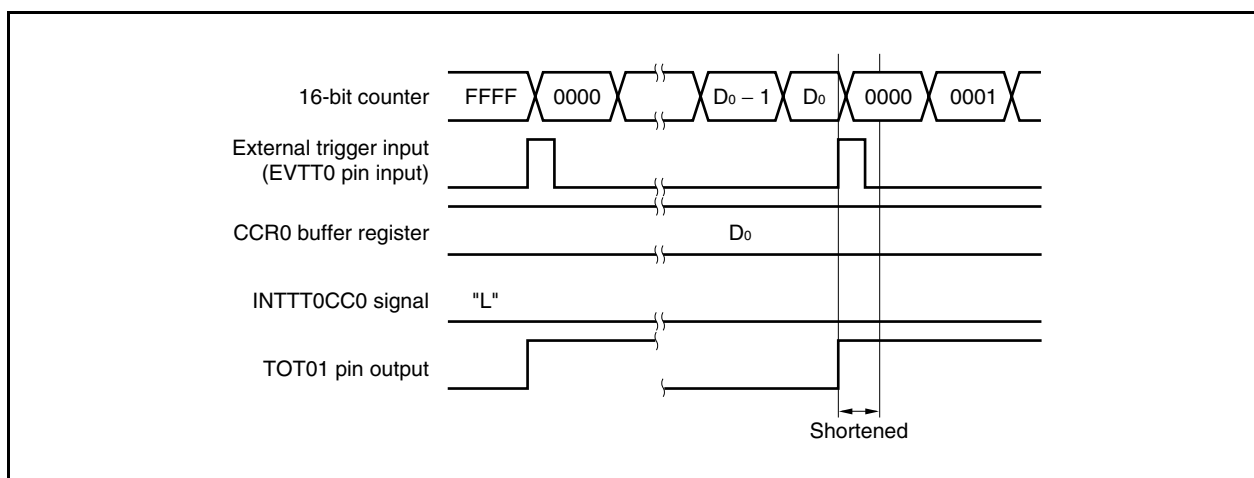 16-bit counter FFFF 0000 D₀ − 1 D₀ 0000 0001
External trigger input
(EVTT0 pin input)
CCR0 buffer register D₀
INTTT0CC0 signal "L"
TOT01 pin output
Shortened